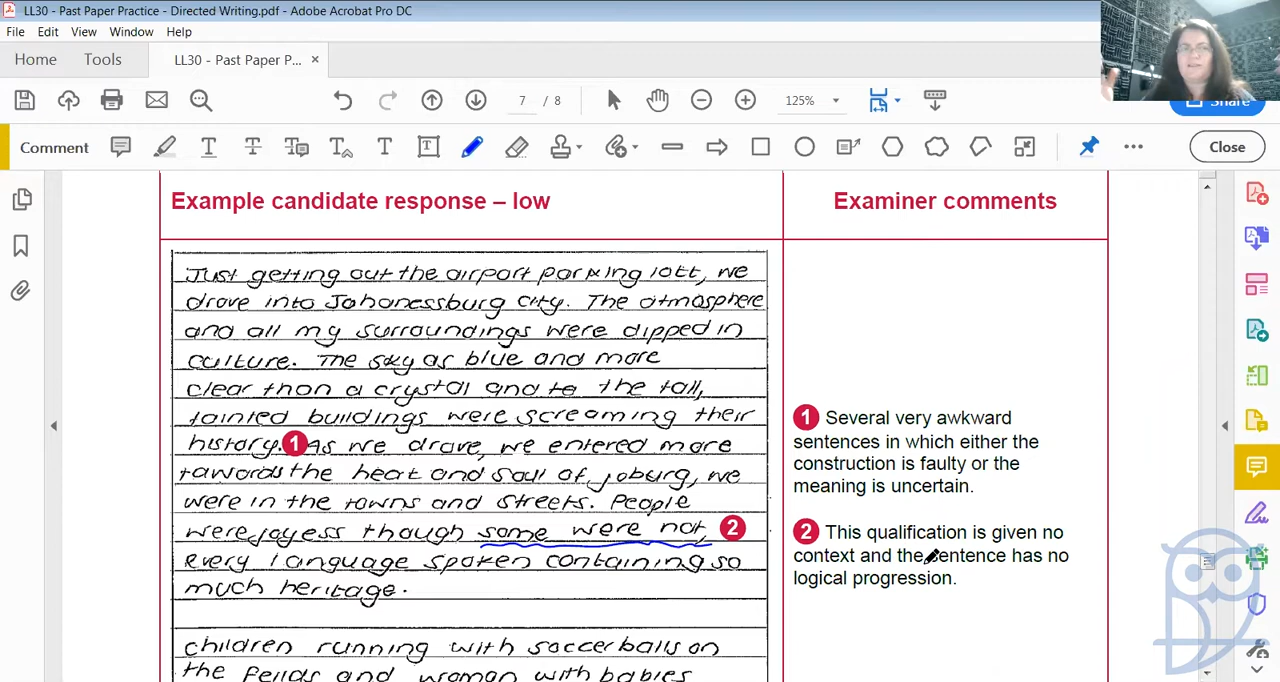 LL30 - Past Paper Practice - Directed Writing.pdf - Adobe Acrobat Pro DC
File Edit View Window Help
Home Tools LL30 - Past Paper P... ×
7 / 8 125%
Share
Comment Close
Example candidate response – low
Examiner comments
Just getting out the airport parking lott, we
drove into Johanessburg city. The atmosphere
and all my surroundings were dipped in
culture. The sky as blue and more
clear than a crystal and to the tall,
tainted buildings were screaming their
history. 1 As we drove, we entered more
towards the heart and soul of joburg, we
were in the towns and streets. People
were joyess though some were not, 2
Every language spoken containing so
much heritage.
children running with soccerballs on
the feilds and woman with babies
1 Several very awkward
sentences in which either the
construction is faulty or the
meaning is uncertain.
2 This qualification is given no
context and the sentence has no
logical progression.